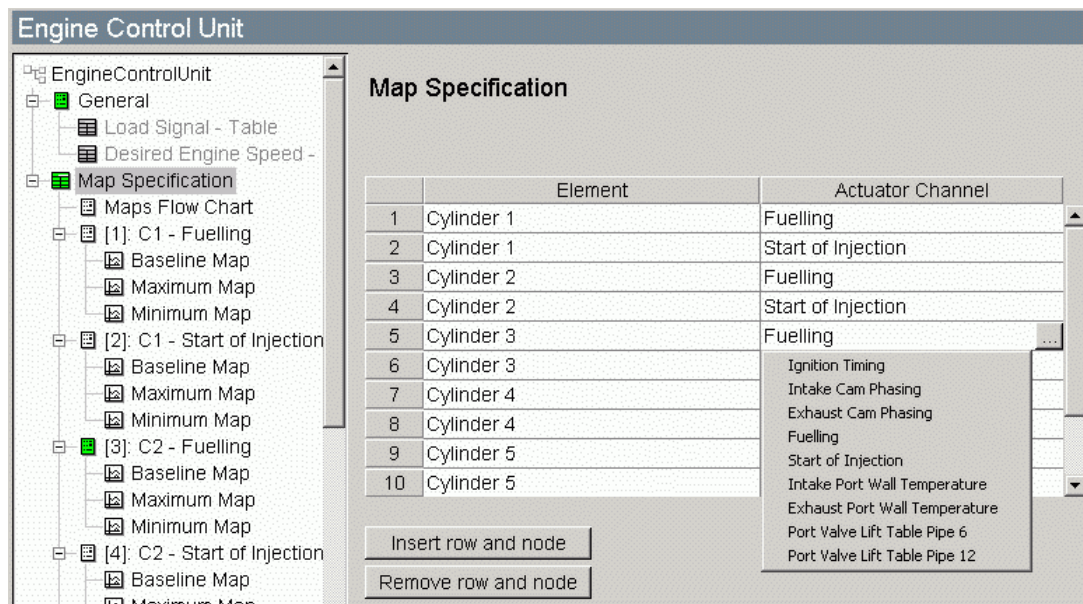 Engine Control Unit
EngineControlUnit
General
Load Signal - Table
Desired Engine Speed -
Map Specification
Maps Flow Chart
[1]: C1 - Fuelling
Baseline Map
Maximum Map
Minimum Map
[2]: C1 - Start of Injection
Baseline Map
Maximum Map
Minimum Map
[3]: C2 - Fuelling
Baseline Map
Maximum Map
Minimum Map
[4]: C2 - Start of Injection
Baseline Map
Maximum Map
Map Specification
Element Actuator Channel
1 Cylinder 1 Fuelling
2 Cylinder 1 Start of Injection
3 Cylinder 2 Fuelling
4 Cylinder 2 Start of Injection
5 Cylinder 3 Fuelling ...
6 Cylinder 3
7 Cylinder 4
8 Cylinder 4
9 Cylinder 5
10 Cylinder 5
Ignition Timing
Intake Cam Phasing
Exhaust Cam Phasing
Fuelling
Start of Injection
Intake Port Wall Temperature
Exhaust Port Wall Temperature
Port Valve Lift Table Pipe 6
Port Valve Lift Table Pipe 12
Insert row and node
Remove row and node